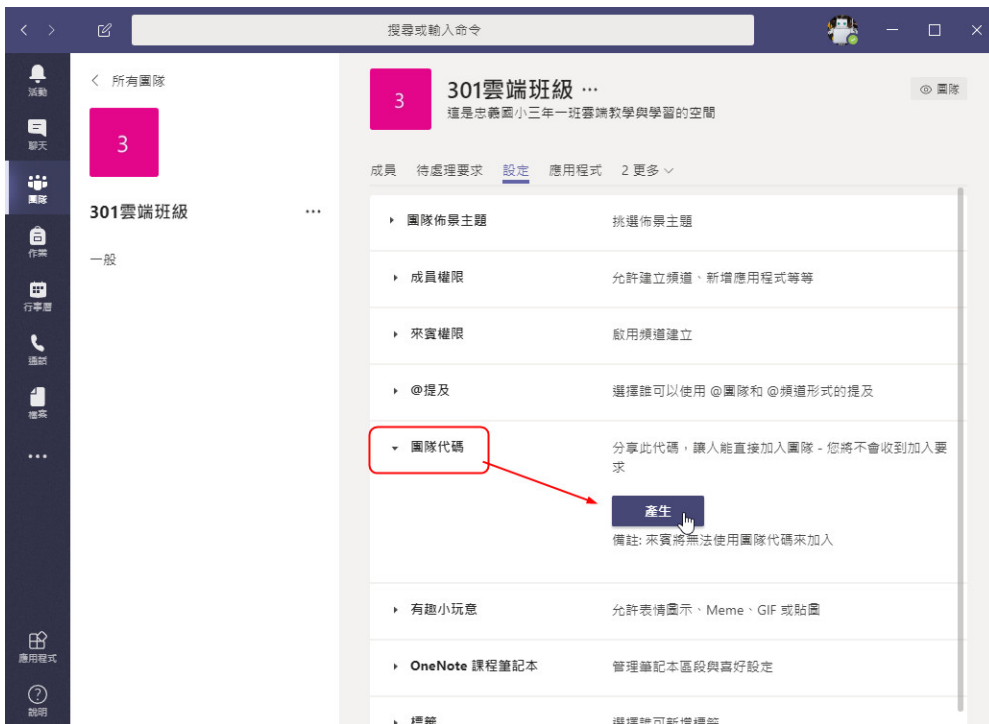 搜尋或輸入命令
活動
聊天
團隊
作業
行事曆
通話
檔案
應用程式
說明
所有團隊
3
301雲端班級 ...
一般
3
301雲端班級 ...
這是忠義國小三年一班雲端教學與學習的空間
團隊
成員 待處理要求 設定 應用程式 2 更多
團隊佈景主題 挑選佈景主題
成員權限 允許建立頻道、新增應用程式等等
來賓權限 啟用頻道建立
@提及 選擇誰可以使用 @團隊和 @頻道形式的提及
團隊代碼 分享此代碼，讓人能直接加入團隊 - 您將不會收到加入要
求
產生
備註: 來賓將無法使用團隊代碼來加入
有趣小玩意 允許表情圖示、Meme、GIF 或貼圖
OneNote 課程筆記本 管理筆記本區段與喜好設定
標籤 選擇誰可新增標籤